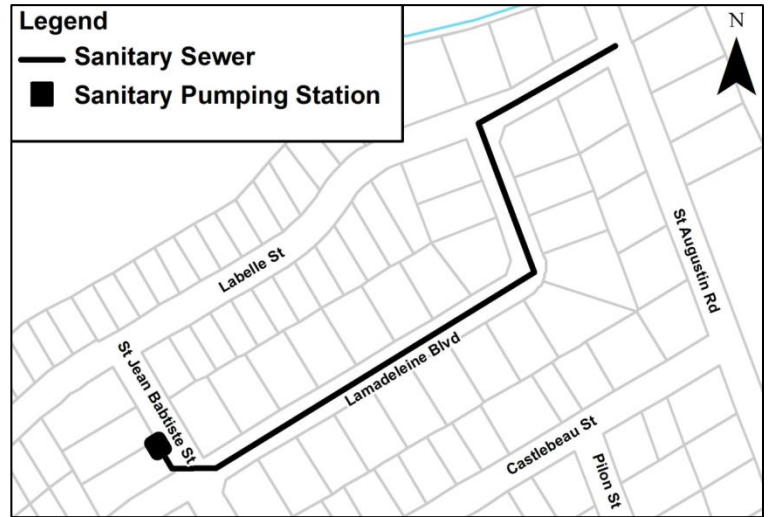 Legend
Sanitary Sewer
Sanitary Pumping Station
N
Labelle St
St Augustin Rd
St Jean Babtiste St
Lamadeleine Blvd
Castlebeau St
Pilon St